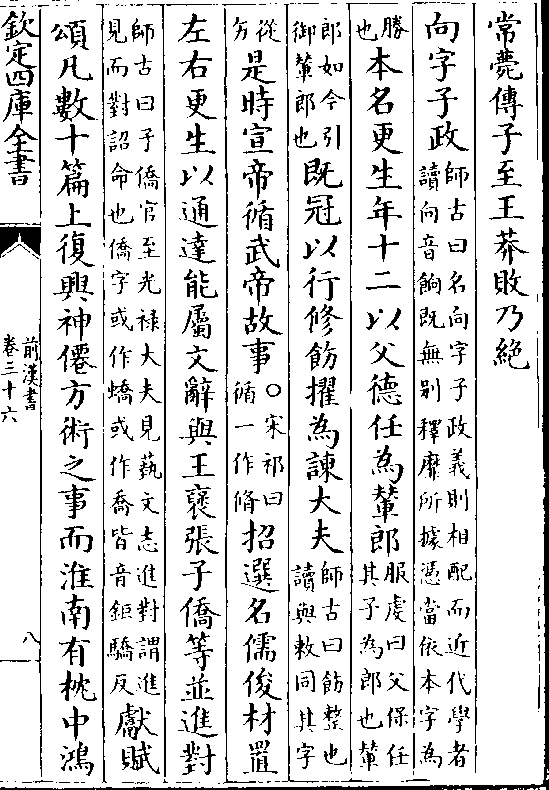 常薨傳子至王莽敗乃絶
向字子政師古曰名向字子政義則相配而近代學者讀向音餉既無别釋靡所據憑當依本字為
勝也本名更生年十二以父德任為輦郎服虔曰父保任其子為郎也輦
郎如今引御輦郎也既冠以行修飭擢為諫大夫師古曰飭整也讀與敕同其字
從力是時宣帝循武帝故事○宋祁曰循一作脩招選名儒俊材置
左右更生以通達能屬文辭與王襃張子僑等並進對
師古曰子僑官至光禄大夫見藝文志進對謂進見而對詔命也僑字或作蟜或作喬皆音鉅驕反獻賦
頌凡數十篇上復興神僊方術之事而淮南有枕中鴻
欽定四庫全書
前漢書
卷三十六
八